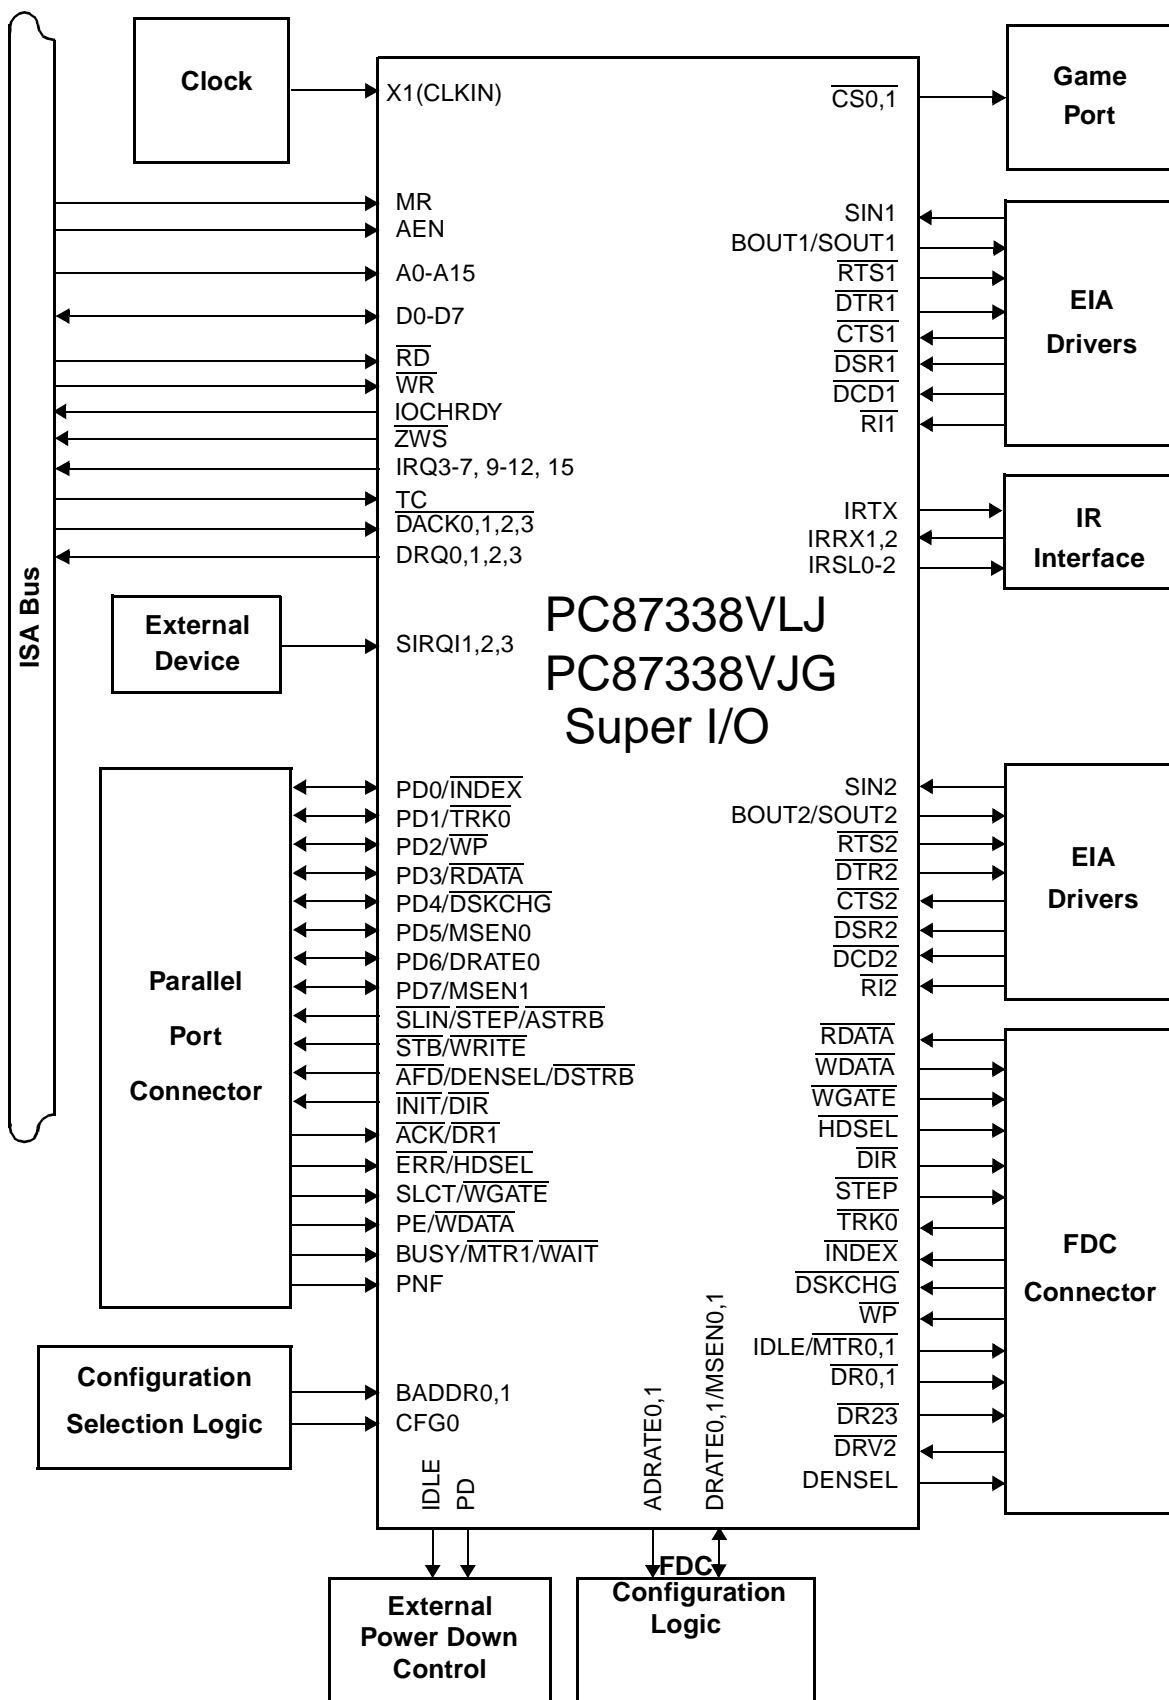 ISA Bus
Clock
X1(CLKIN)
MR
AEN
A0-A15
D0-D7
RD
WR
IOCHRDY
ZWS
IRQ3-7, 9-12, 15
TC
DACK0,1,2,3
DRQ0,1,2,3
External
Device
SIRQI1,2,3
PC87338VLJ
PC87338VJG
Super I/O
Parallel
Port
Connector
PD0/INDEX
PD1/TRK0
PD2/WP
PD3/RDATA
PD4/DSKCHG
PD5/MSEN0
PD6/DRATE0
PD7/MSEN1
SLIN/STEP/ASTRB
STB/WRITE
AFD/DENSEL/DSTRB
INIT/DIR
ACK/DR1
ERR/HDSEL
SLCT/WGATE
PE/WDATA
BUSY/MTR1/WAIT
PNF
Configuration
Selection Logic
BADDR0,1
CFG0
IDLE
PD
ADRATE0,1
DRATE0,1/MSEN0,1
External
Power Down
Control
FDC
Configuration
Logic
CS0,1
Game
Port
SIN1
BOUT1/SOUT1
RTS1
DTR1
CTS1
DSR1
DCD1
RI1
EIA
Drivers
IRTX
IRRX1,2
IRSL0-2
IR
Interface
SIN2
BOUT2/SOUT2
RTS2
DTR2
CTS2
DSR2
DCD2
RI2
EIA
Drivers
RDATA
WDATA
WGATE
HDSEL
DIR
STEP
TRK0
INDEX
DSKCHG
WP
IDLE/MTR0,1
DR0,1
DR23
DRV2
DENSEL
FDC
Connector